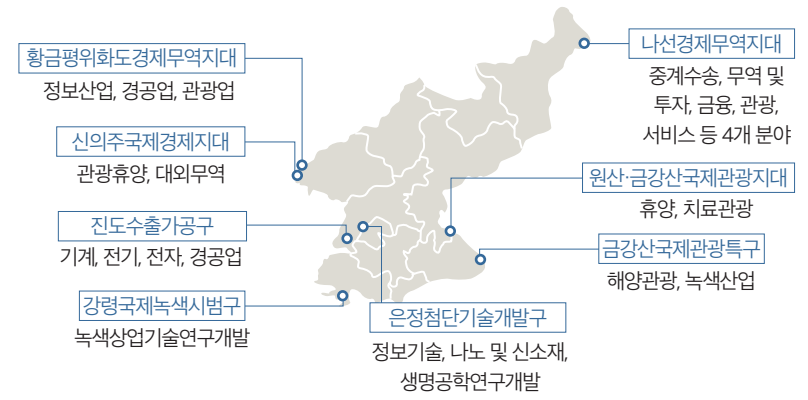 황금평위화도경제무역지대
정보산업, 경공업, 관광업
신의주국제경제지대
관광휴양, 대외무역
진도수출가공구
기계, 전기, 전자, 경공업
강령국제녹색시범구
녹색상업기술연구개발
은정첨단기술개발구
정보기술, 나노 및 신소재,
생명공학연구개발
나선경제무역지대
중계수송, 무역 및
투자, 금융, 관광,
서비스 등 4개 분야
원산·금강산국제관광지대
휴양, 치료관광
금강산국제관광특구
해양관광, 녹색산업